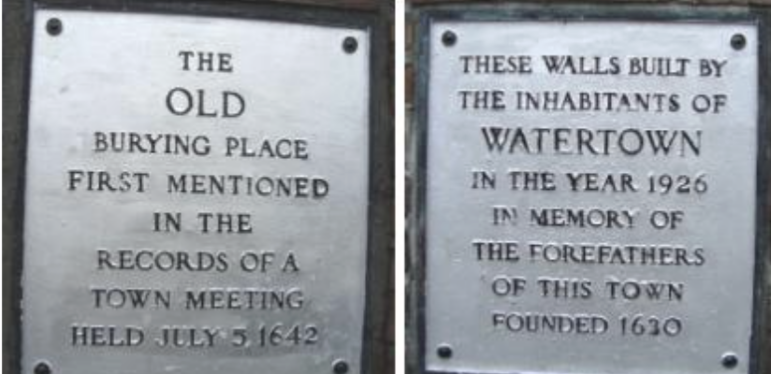 THE
OLD
BURYING PLACE
FIRST MENTIONED
IN THE
RECORDS OF A
TOWN MEETING
HELD JULY 5 1642
THESE WALLS BUILT BY
THE INHABITANTS OF
WATERTOWN
IN THE YEAR 1926
IN MEMORY OF
THE FOREFATHERS
OF THIS TOWN
FOUNDED 1630